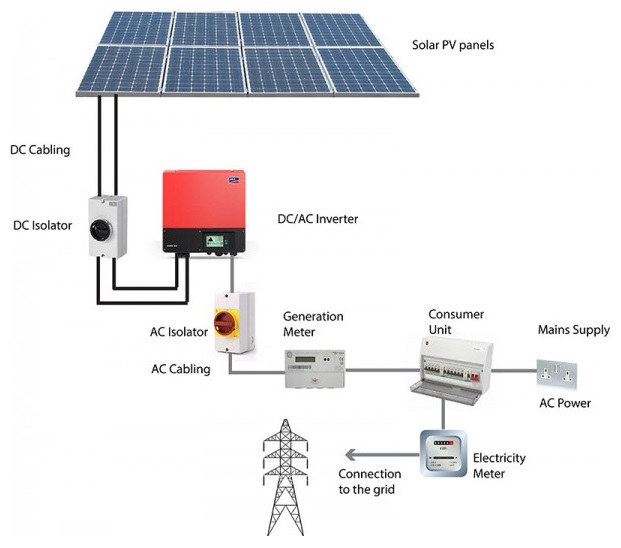 Solar PV panels
DC Cabling
DC Isolator
DC/AC Inverter
AC Isolator
Generation
Meter
Consumer
Unit
Mains Supply
AC Cabling
AC Power
Electricity
Meter
Connection
to the grid